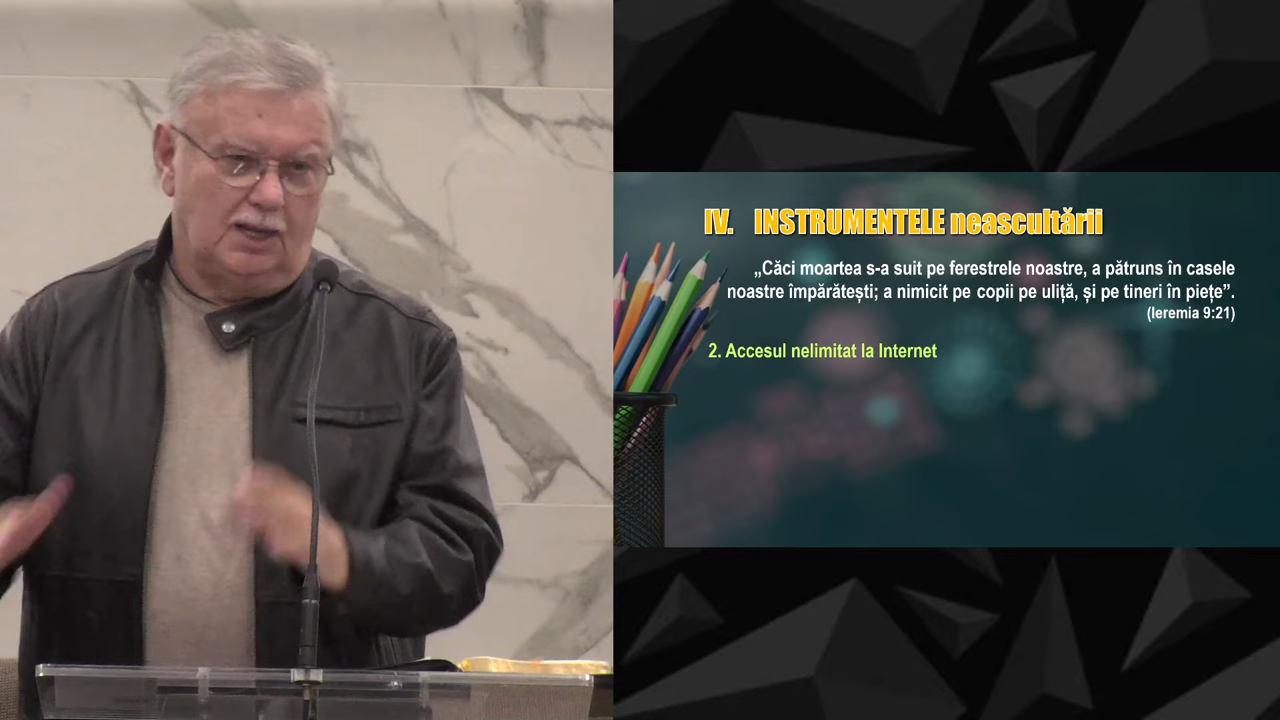 IV. INSTRUMENTELE neascultării
„Căci moartea s-a suit pe ferestrele noastre, a pătruns în casele
noastre împărătești; a nimicit pe copii pe uliță, și pe tineri în piețe”.
(Ieremia 9:21)
2. Accesul nelimitat la Internet